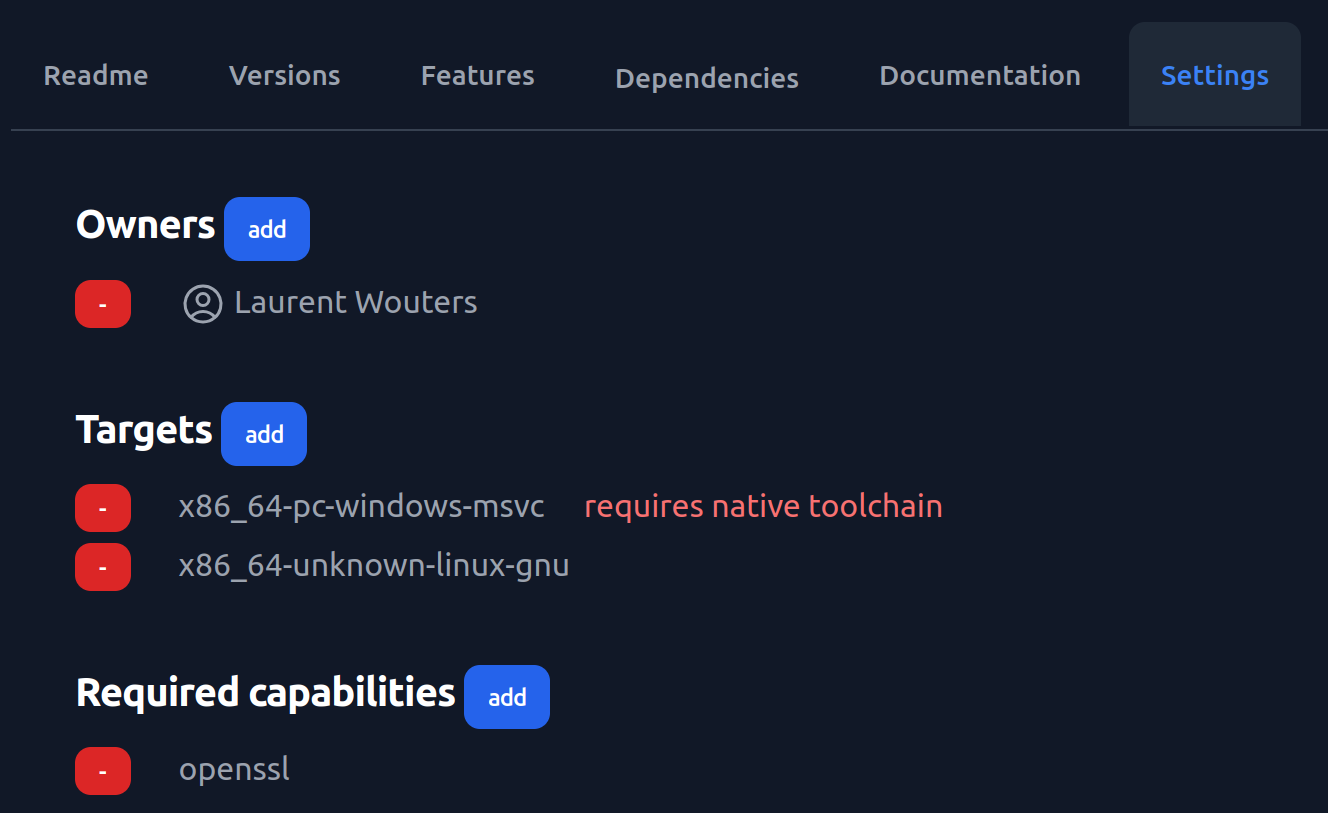 Readme Versions Features Dependencies Documentation Settings
Owners add
- Laurent Wouters
Targets add
- x86_64-pc-windows-msvc requires native toolchain
- x86_64-unknown-linux-gnu
Required capabilities add
- openssl